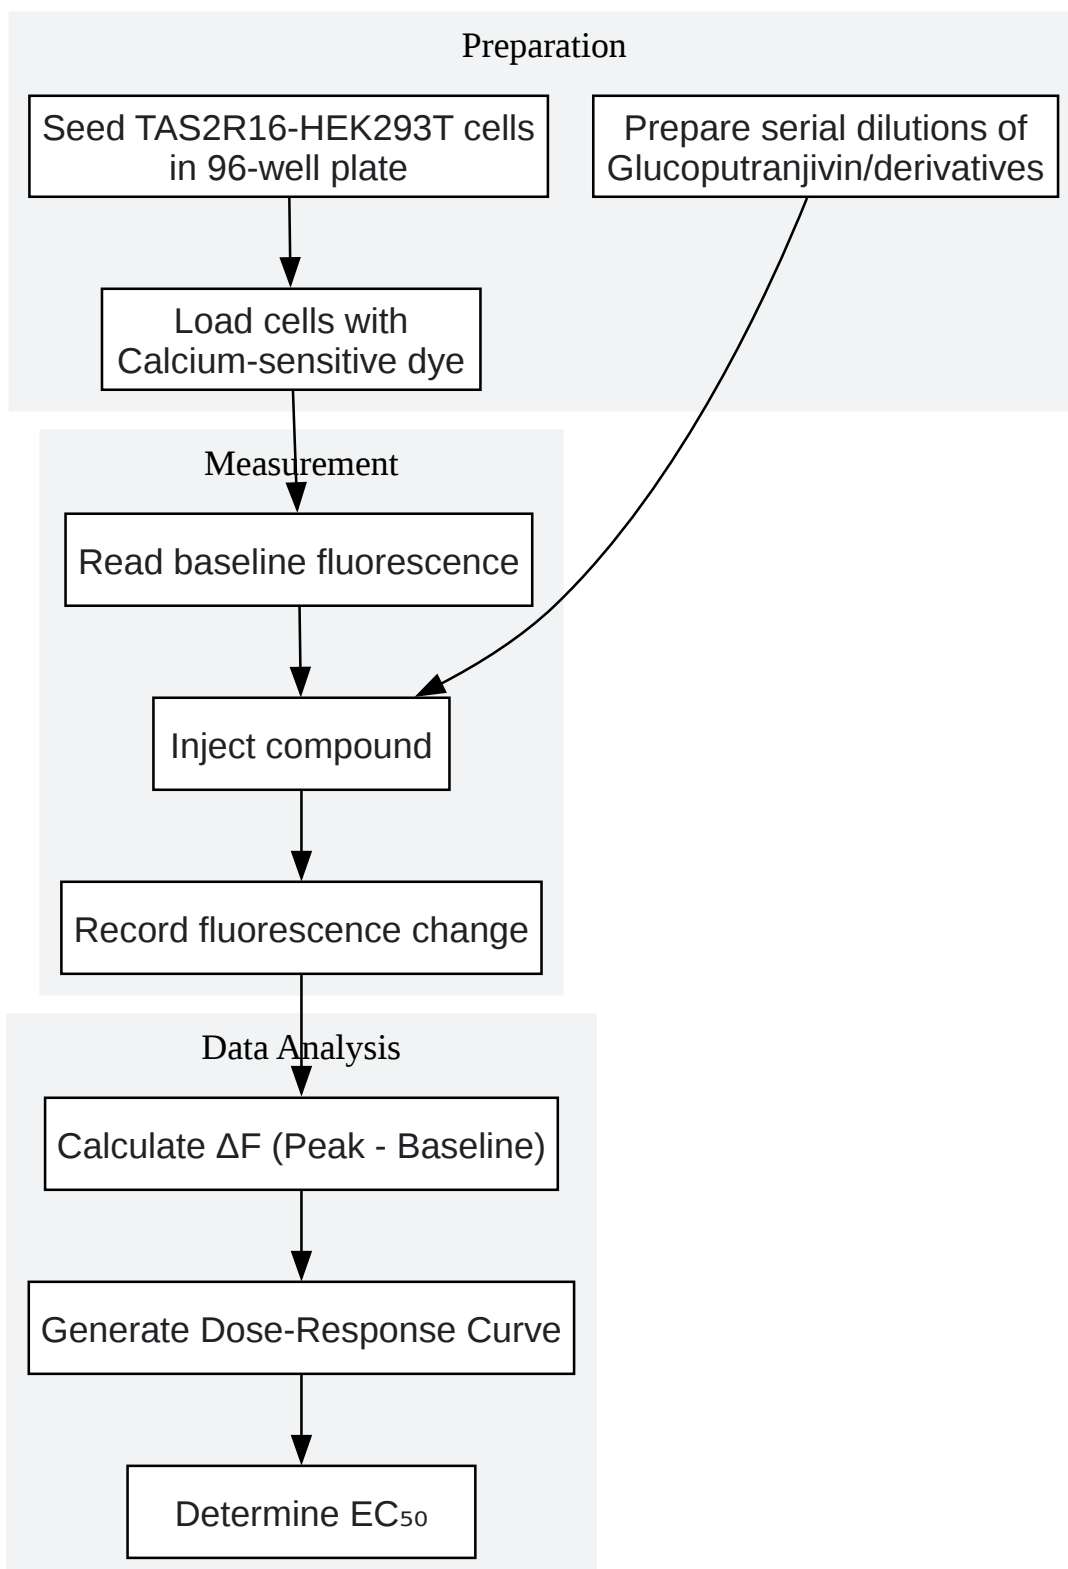 Preparation
Seed TAS2R16-HEK293T cells
in 96-well plate
Prepare serial dilutions of
Glucoputranjivin/derivatives
Load cells with
Calcium-sensitive dye
Measurement
Read baseline fluorescence
Inject compound
Record fluorescence change
Data Analysis
Calculate ΔF (Peak - Baseline)
Generate Dose-Response Curve
Determine EC₅₀